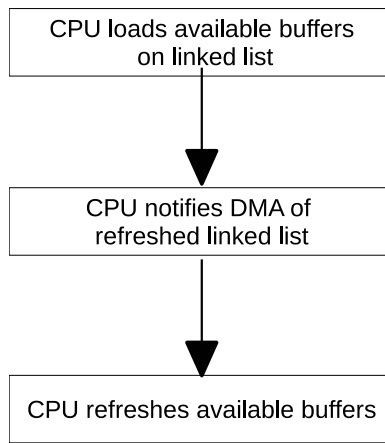 CPU loads available buffers
on linked list
CPU notifies DMA of
refreshed linked list
CPU refreshes available buffers